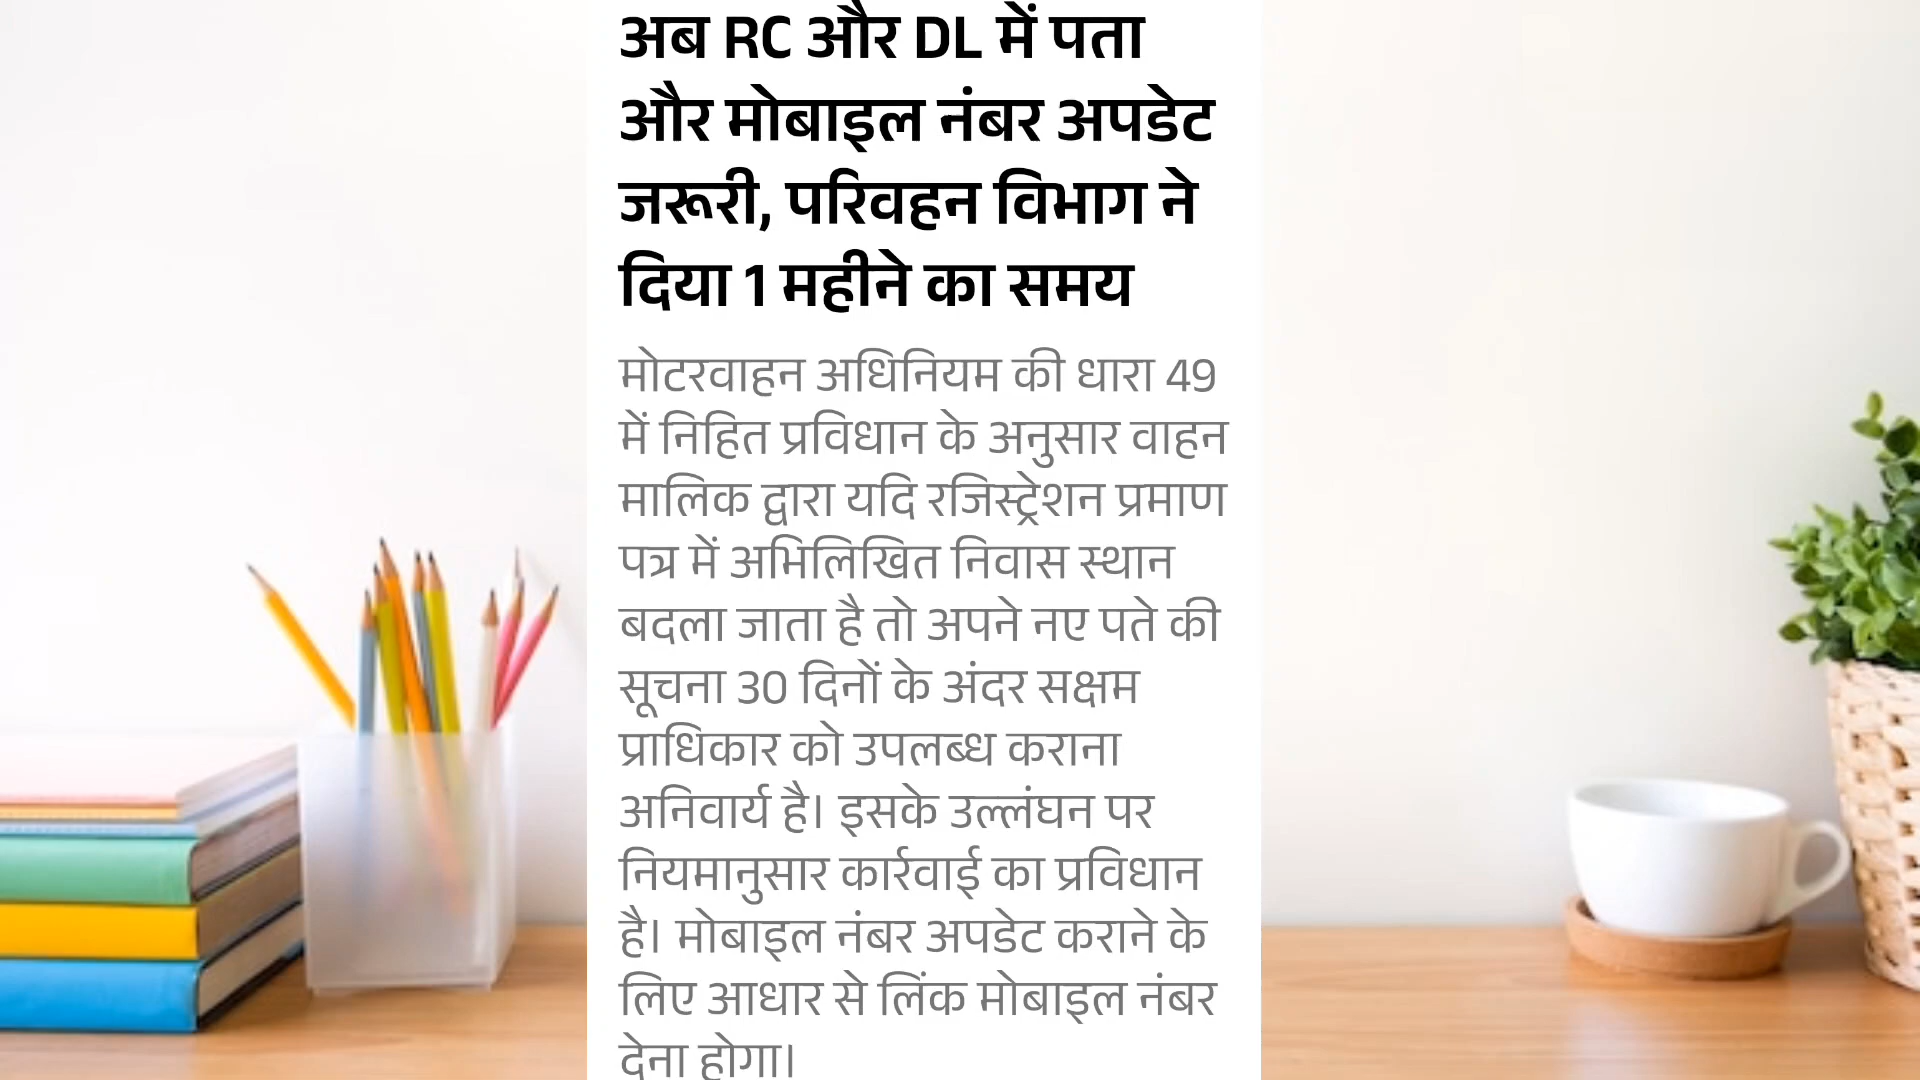 अब RC और DL में पता
और मोबाइल नंबर अपडेट
जरूरी, परिवहन विभाग ने
दिया 1 महीने का समय
मोटरवाहन अधिनियम की धारा 49
में निहित प्रविधान के अनुसार वाहन
मालिक द्वारा यदि रजिस्ट्रेशन प्रमाण
पत्र में अभिलिखित निवास स्थान
बदला जाता है तो अपने नए पते की
सूचना 30 दिनों के अंदर सक्षम
प्राधिकार को उपलब्ध कराना
अनिवार्य है। इसके उल्लंघन पर
नियमानुसार कार्रवाई का प्रविधान
है। मोबाइल नंबर अपडेट कराने के
लिए आधार से लिंक मोबाइल नंबर
देना होगा।